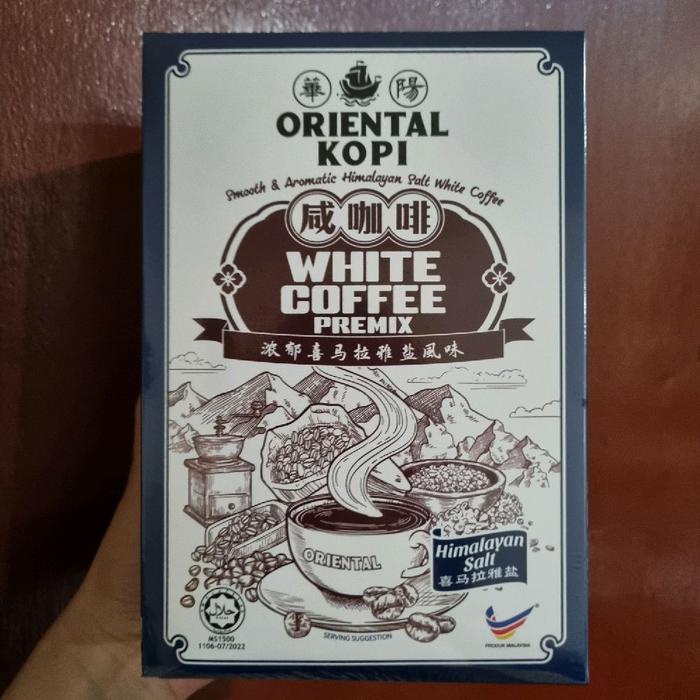 華 陽
ORIENTAL
KOPI
Smooth & Aromatic Himalayan Salt White Coffee
咸咖啡
WHITE
COFFEE
PREMIX
浓郁喜马拉雅盐風味
ORIENTAL
Himalayan
Salt
喜马拉雅盐
حلال
MS1500
1106-07/2022
SERVING SUGGESTION
PRODUK MALAYSIA